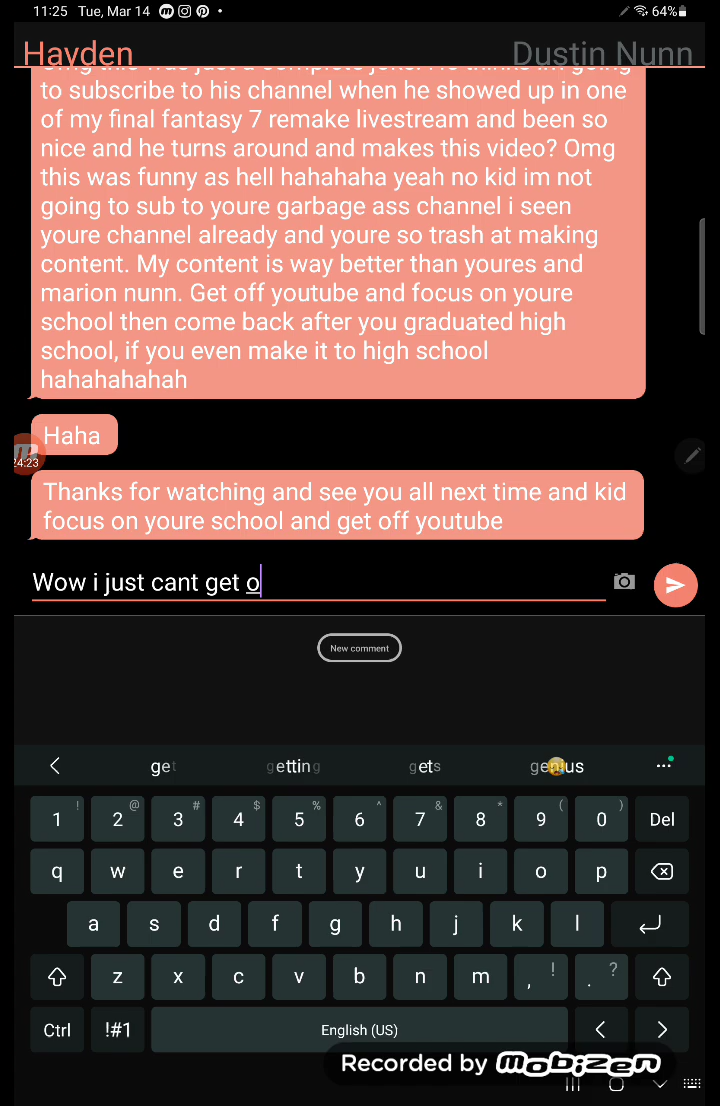 11:25 Tue, Mar 14 64%
Hayden Dustin Nunn
to subscribe to his channel when he showed up in one
of my final fantasy 7 remake livestream and been so
nice and he turns around and makes this video? Omg
this was funny as hell hahahaha yeah no kid im not
going to sub to youre garbage ass channel i seen
youre channel already and youre so trash at making
content. My content is way better than youres and
marion nunn. Get off youtube and focus on youre
school then come back after you graduated high
school, if you even make it to high school
hahahahahah
Haha
24:23
Thanks for watching and see you all next time and kid
focus on youre school and get off youtube
Wow i just cant get o
New comment
get getting gets genius
1 ! 2 @ 3 # 4 $ 5 % 6 ^ 7 & 8 * 9 ( 0 ) Del
q w e r t y u i o p
a s d f g h j k l
z x c v b n m , ! . ?
Ctrl !#1 English (US) < >
Recorded by Mobizen